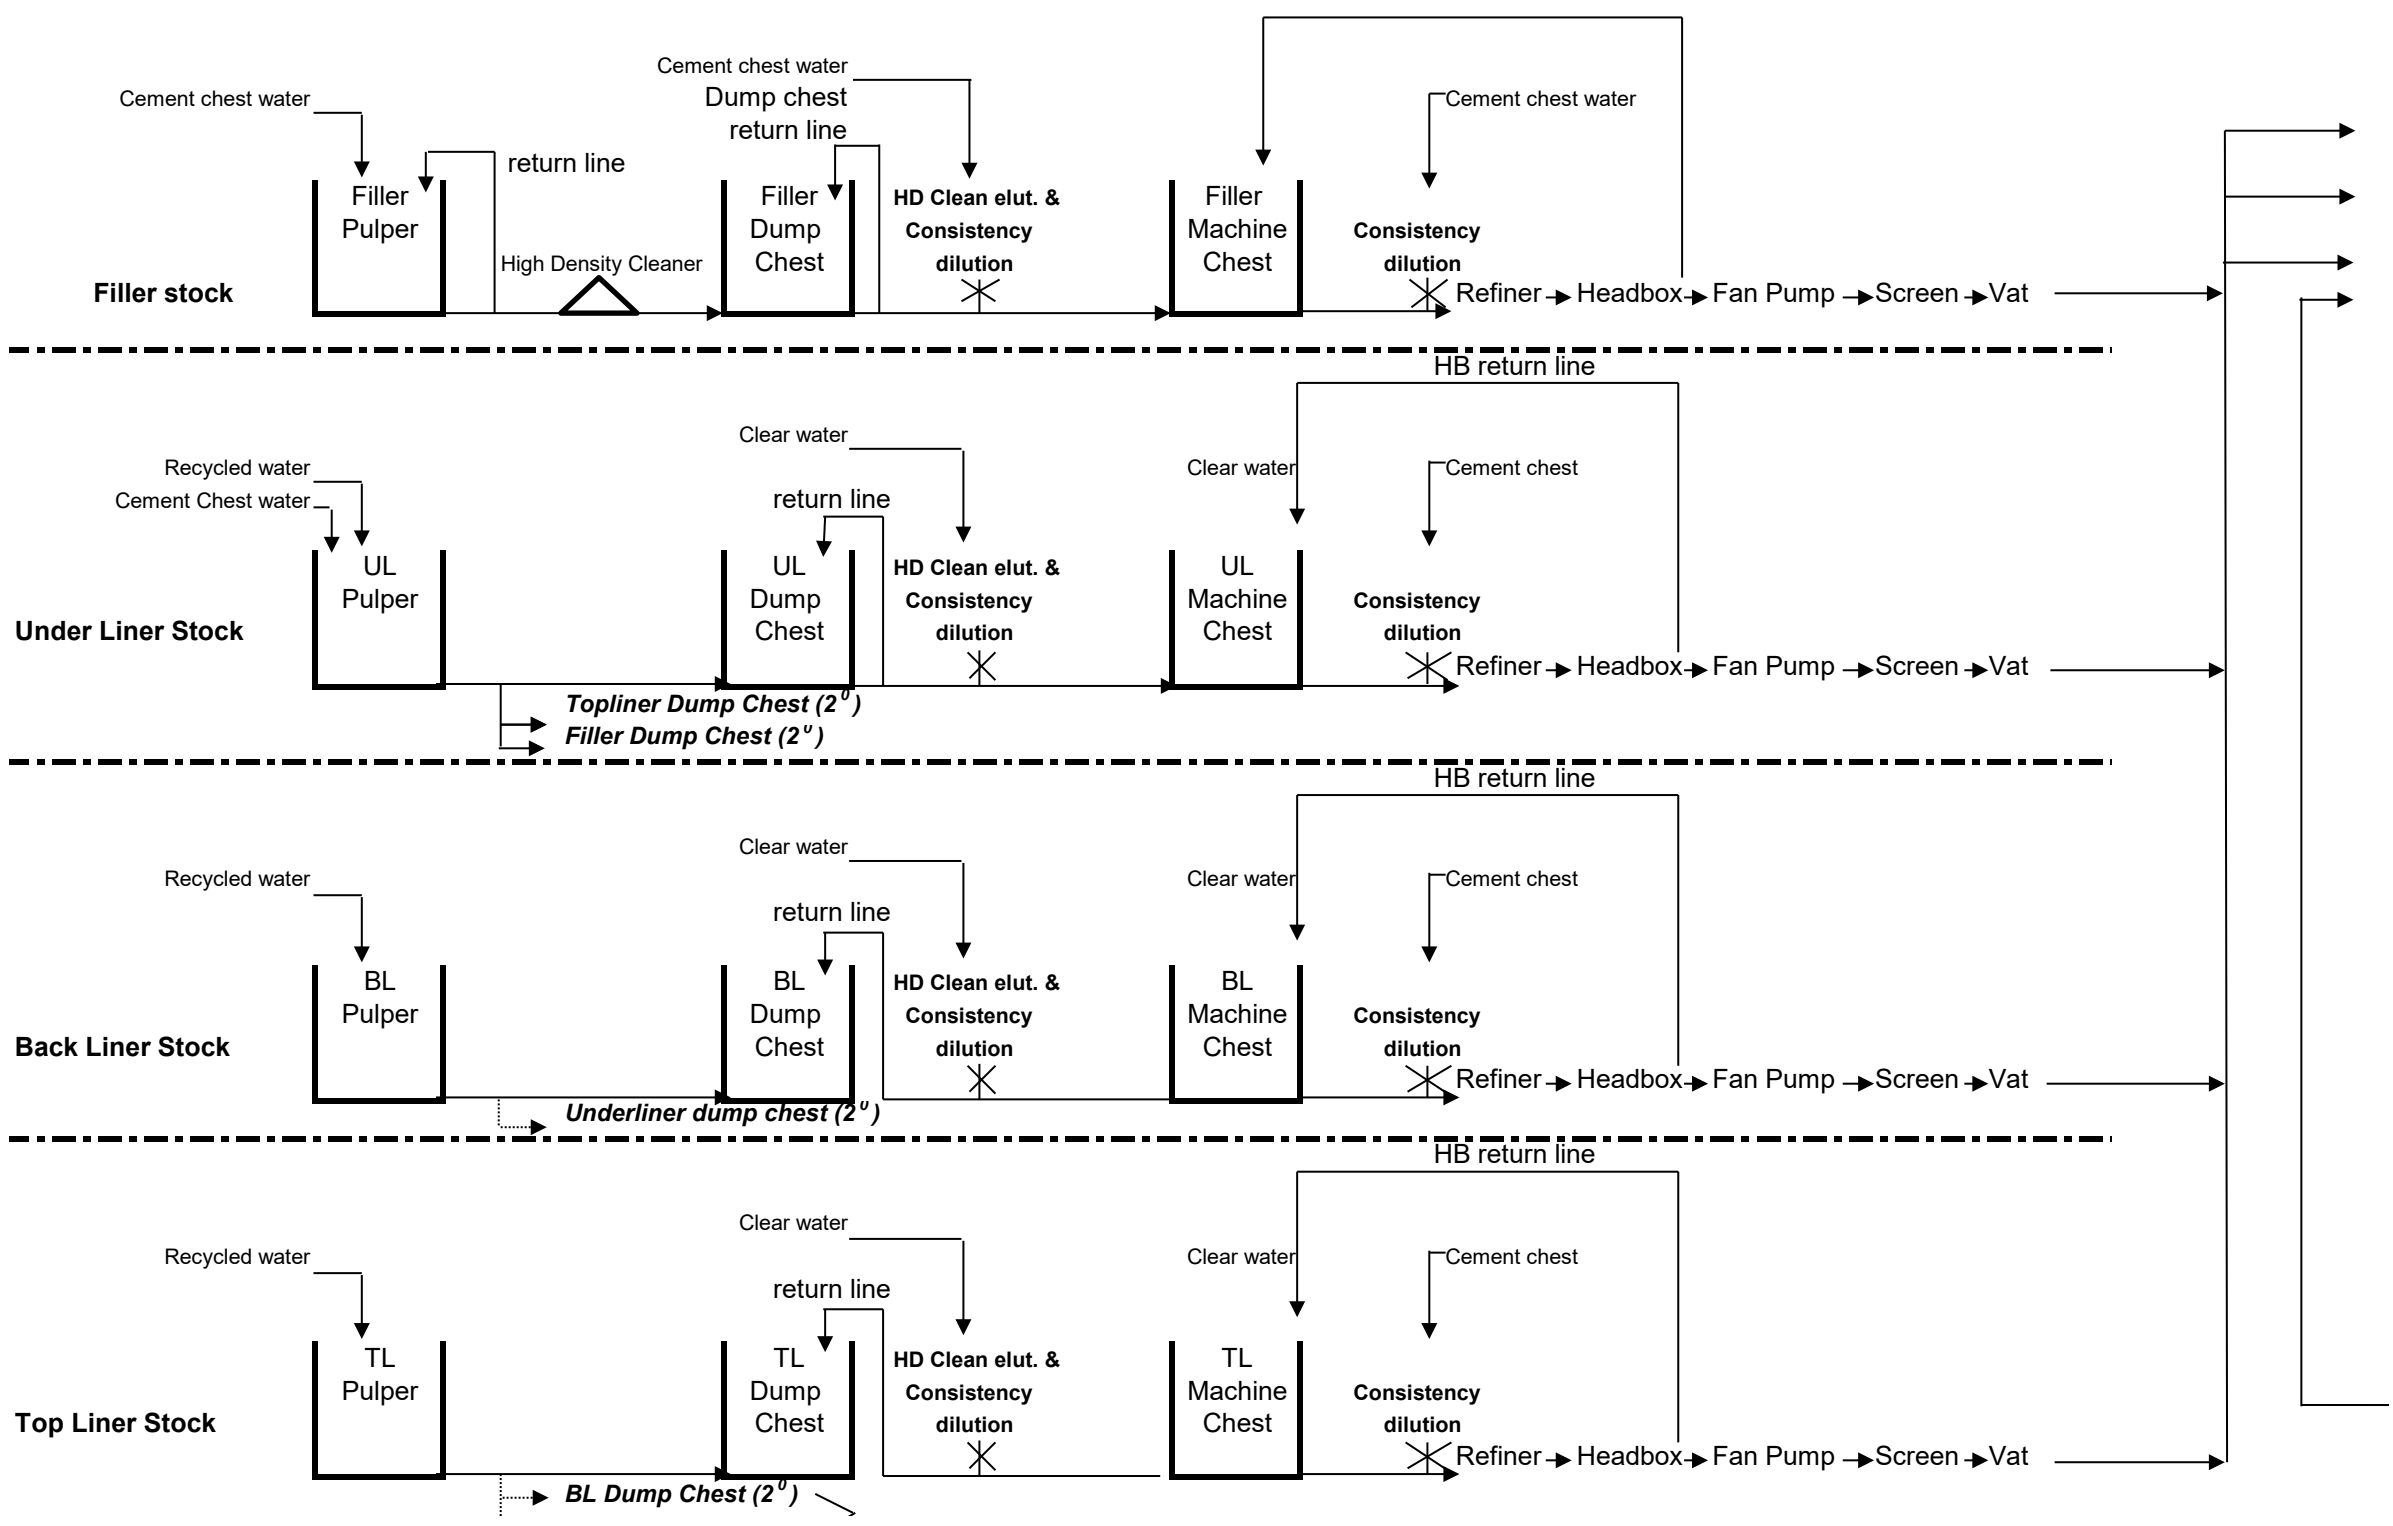 Cement chest water
Cement chest water
Dump chest
return line
Cement chest water
return line
Filler
Pulper
Filler
Dump
Chest
HD Clean elut. &
Consistency
dilution
Filler
Machine
Chest
Consistency
dilution
High Density Cleaner
Filler stock
Refiner
Headbox
Fan Pump
Screen
Vat
HB return line
Clear water
Recycled water
Cement Chest water
return line
Clear water
Cement chest
UL
Pulper
UL
Dump
Chest
HD Clean elut. &
Consistency
dilution
UL
Machine
Chest
Consistency
dilution
Under Liner Stock
Refiner
Headbox
Fan Pump
Screen
Vat
Topliner Dump Chest (2⁰)
Filler Dump Chest (2⁰)
HB return line
Clear water
Recycled water
return line
Clear water
Cement chest
BL
Pulper
BL
Dump
Chest
HD Clean elut. &
Consistency
dilution
BL
Machine
Chest
Consistency
dilution
Back Liner Stock
Refiner
Headbox
Fan Pump
Screen
Vat
Underliner dump chest (2⁰)
HB return line
Clear water
Recycled water
return line
Clear water
Cement chest
TL
Pulper
TL
Dump
Chest
HD Clean elut. &
Consistency
dilution
TL
Machine
Chest
Consistency
dilution
Top Liner Stock
Refiner
Headbox
Fan Pump
Screen
Vat
BL Dump Chest (2⁰)